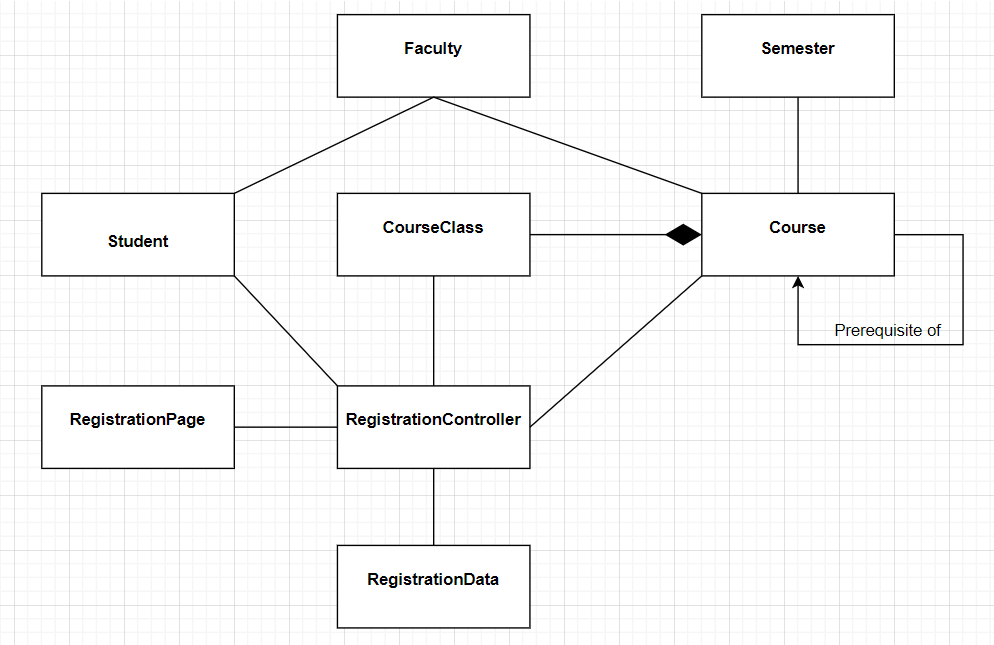 Faculty
Semester
Student
CourseClass
Course
Prerequisite of
RegistrationPage
RegistrationController
RegistrationData